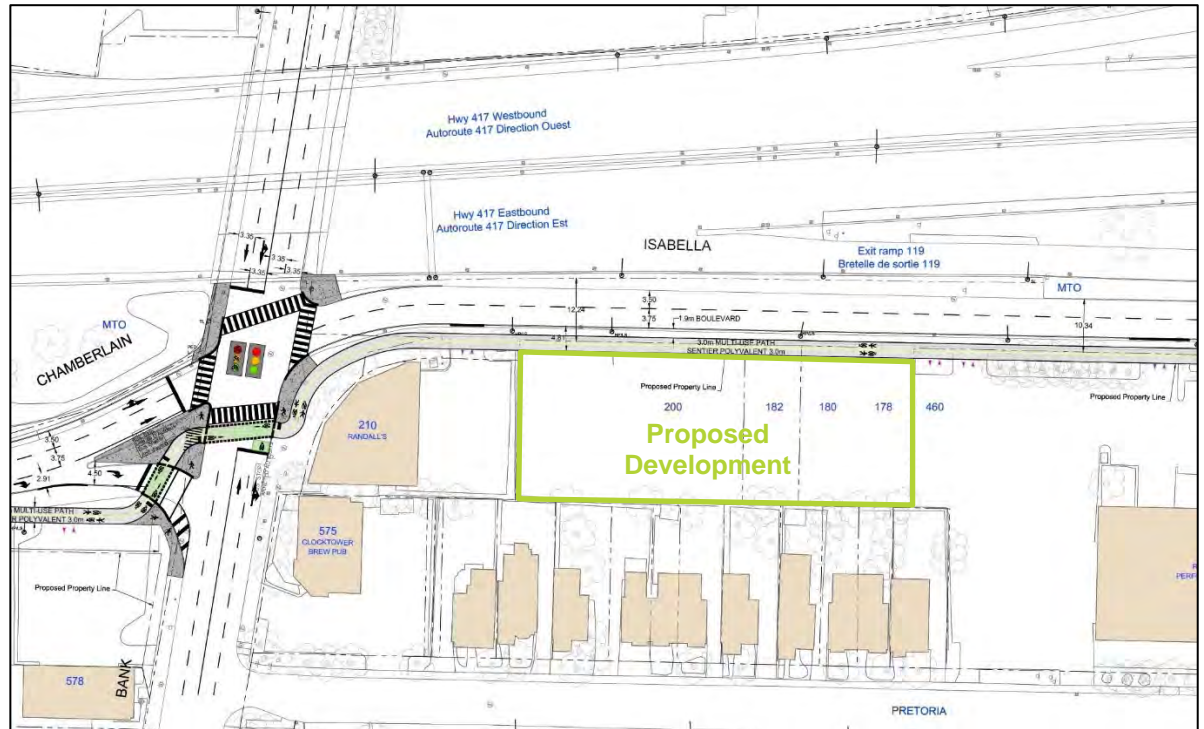 Hwy 417 Westbound
Autoroute 417 Direction Ouest
Hwy 417 Eastbound
Autoroute 417 Direction Est
ISABELLA
Exit ramp 119
Bretelle de sortie 119
MTO
3.35
3.35
3.35
3.35
12.24
3.50
3.75
10.34
1.9m BOULEVARD
4.81
3.0m MULTI-USE PATH
SENTIER POLYVALENT 3.0m
MTO
CHAMBERLAIN
Proposed Property Line
Proposed Property Line
200
182
180
178
460
Proposed
Development
210
RANDALL'S
3.50
3.75
4.50
2.91
MULTI-USE PATH
POLYVALENT 3.0m
575
CLOCKTOWER
BREW PUB
Proposed Property Line
578
BANK
PRETORIA